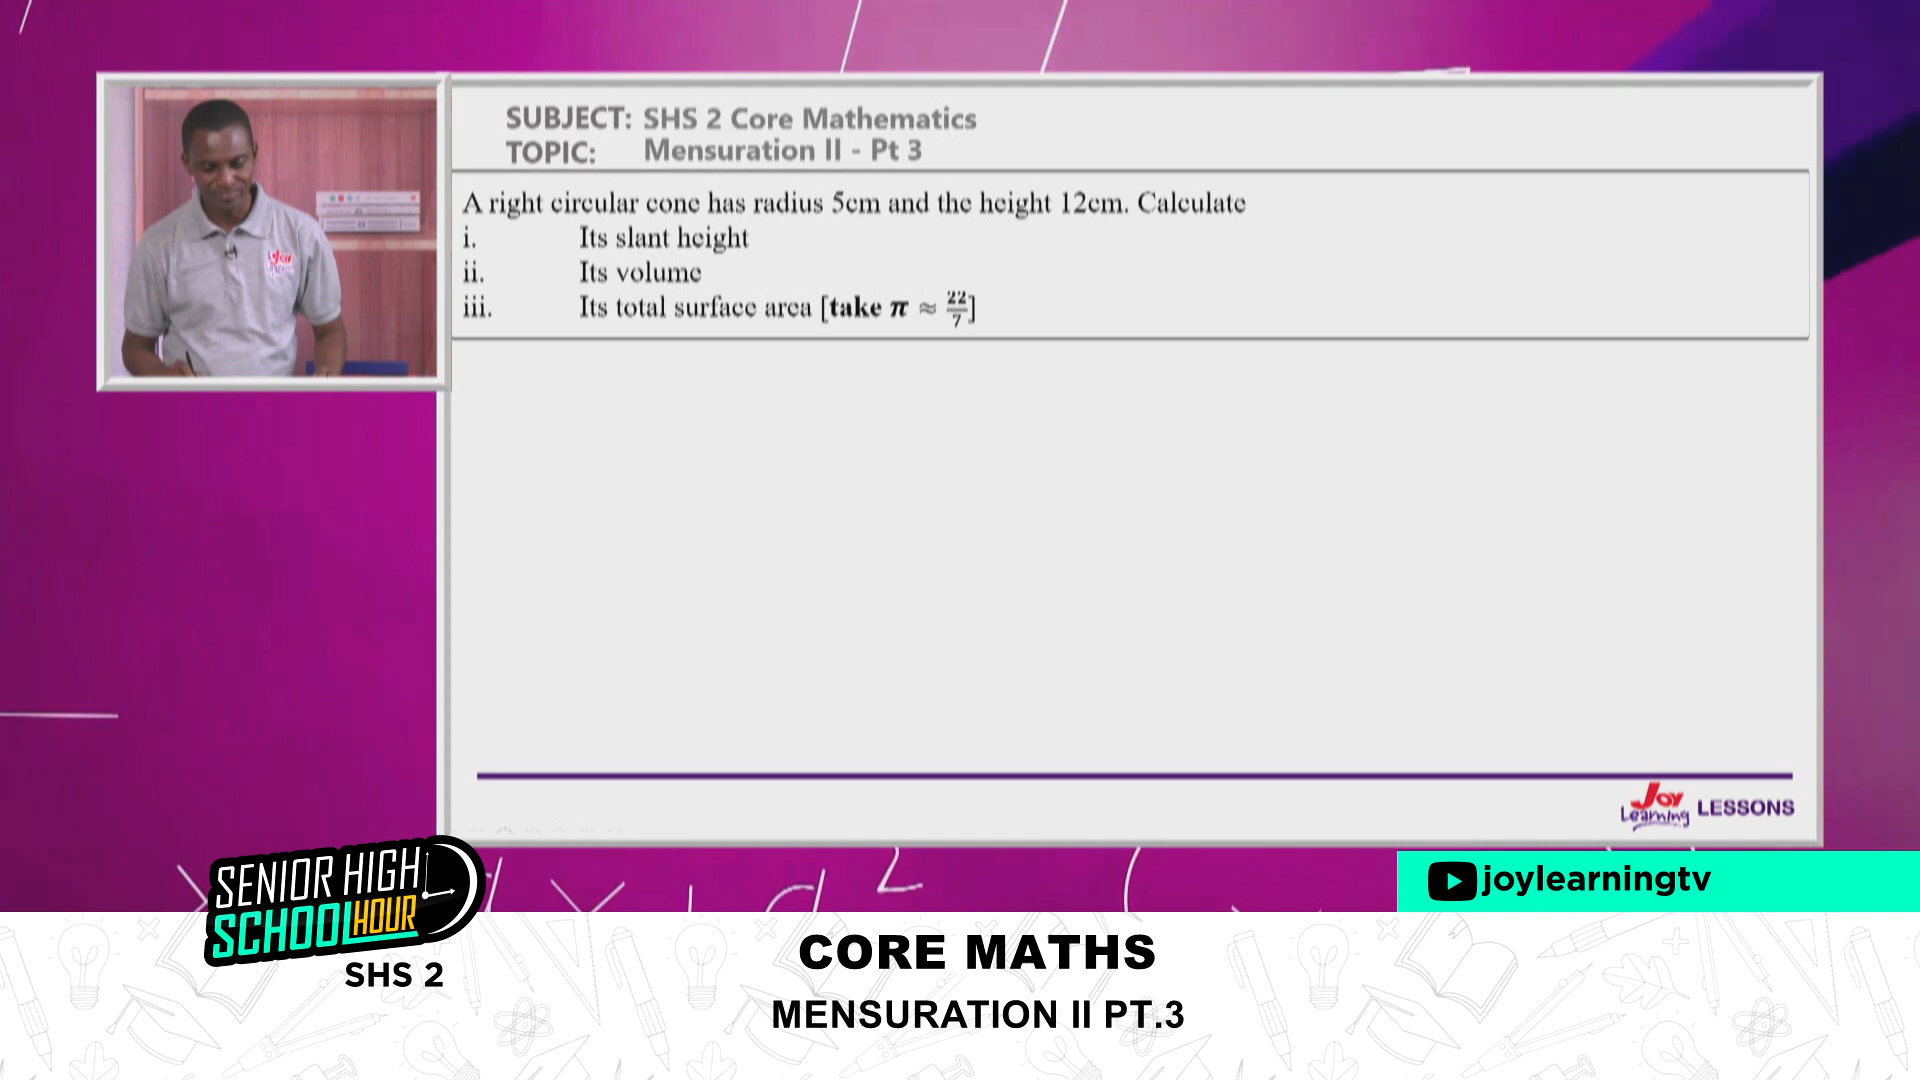 SUBJECT: SHS 2 Core Mathematics
TOPIC: Mensuration II - Pt 3
A right circular cone has radius 5cm and the height 12cm. Calculate
i. Its slant height
ii. Its volume
iii. Its total surface area [take π ≈ 22/7]
Joy
Learning
Joy Learning LESSONS
joylearningtv
SENIOR HIGH
SCHOOL HOUR
SHS 2
CORE MATHS
MENSURATION II PT.3